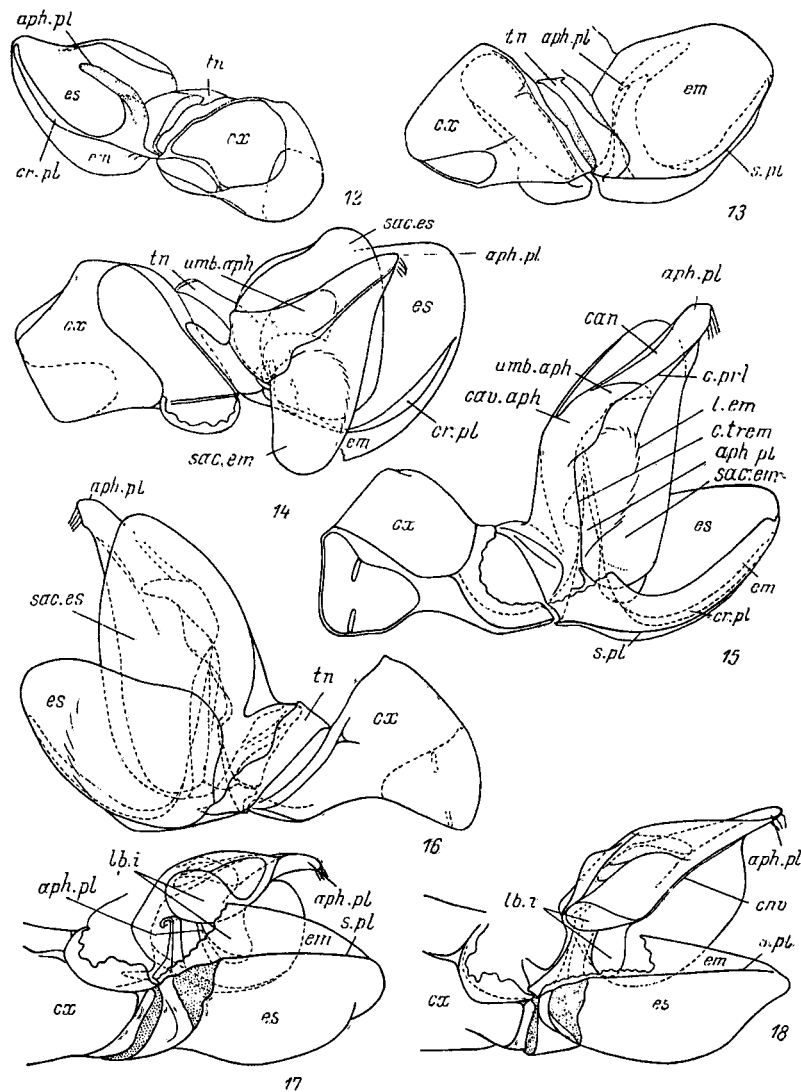 aph.pl
tn
es
cx
cr.pl
em
12
tn
aph.pl
em
cx
s.pl
13
sac.es
tn
umb.aph
aph.pl
cx
es
cr.pl
em
sac.em
14
aph.pl
can
umb.aph
c.prl
cav.aph
l.em
c.trem
aph.pl
sac.em
cx
es
em
cr.pl
s.pl
15
aph.pl
sac.es
es
tn
cx
16
lb.i
aph.pl
aph.pl
s.pl
em
cx
es
17
aph.pl
lb.i
cnv
s.pl
em
cx
es
18